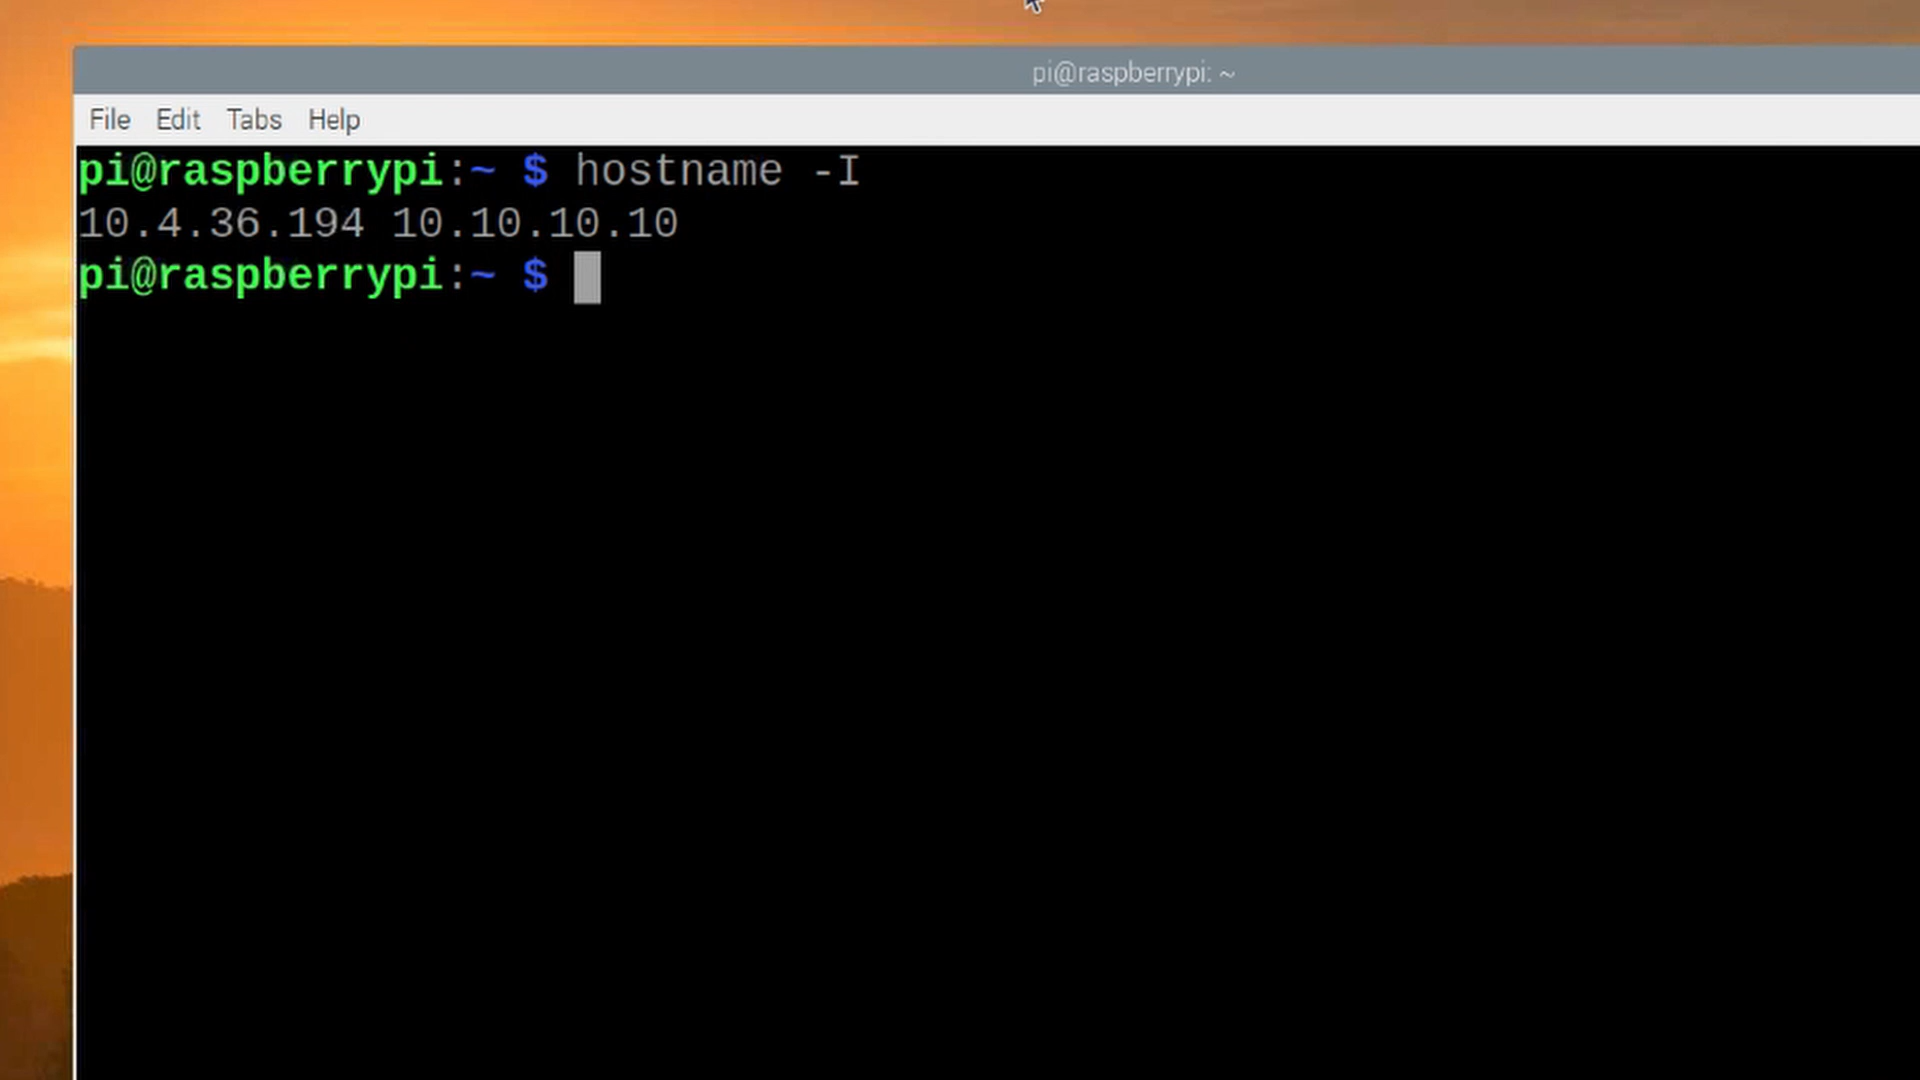 pi@raspberrypi: ~
File Edit Tabs Help
pi@raspberrypi:~ $ hostname -I
10.4.36.194 10.10.10.10
pi@raspberrypi:~ $